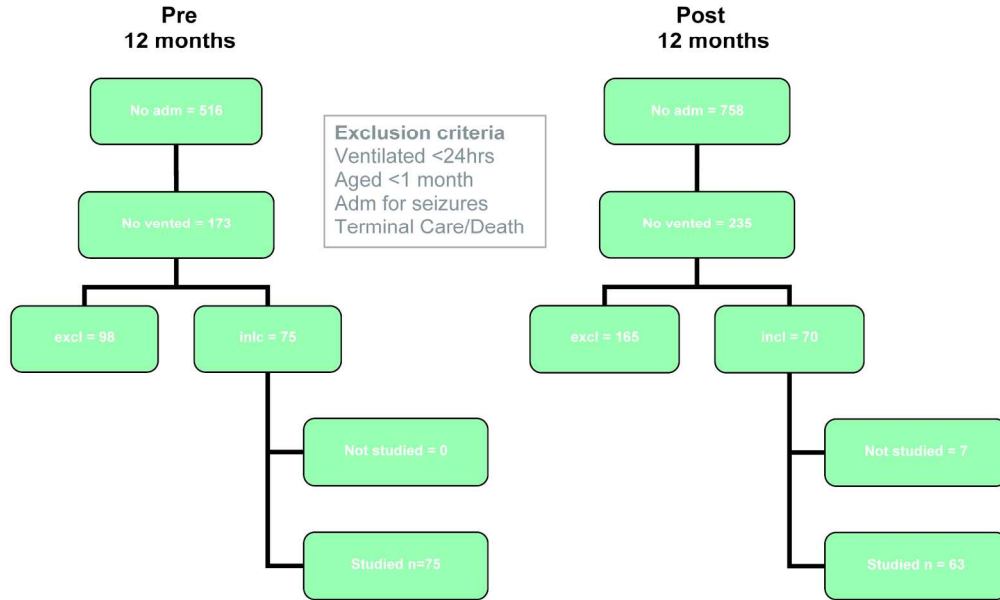 Pre
12 months
No adm = 516
No vented = 173
excl = 98
inlc = 75
Not studied = 0
Studied n=75
Exclusion criteria
Ventilated <24hrs
Aged <1 month
Adm for seizures
Terminal Care/Death
Post
12 months
No adm = 758
No vented = 235
excl = 165
incl = 70
Not studied = 7
Studied n = 63